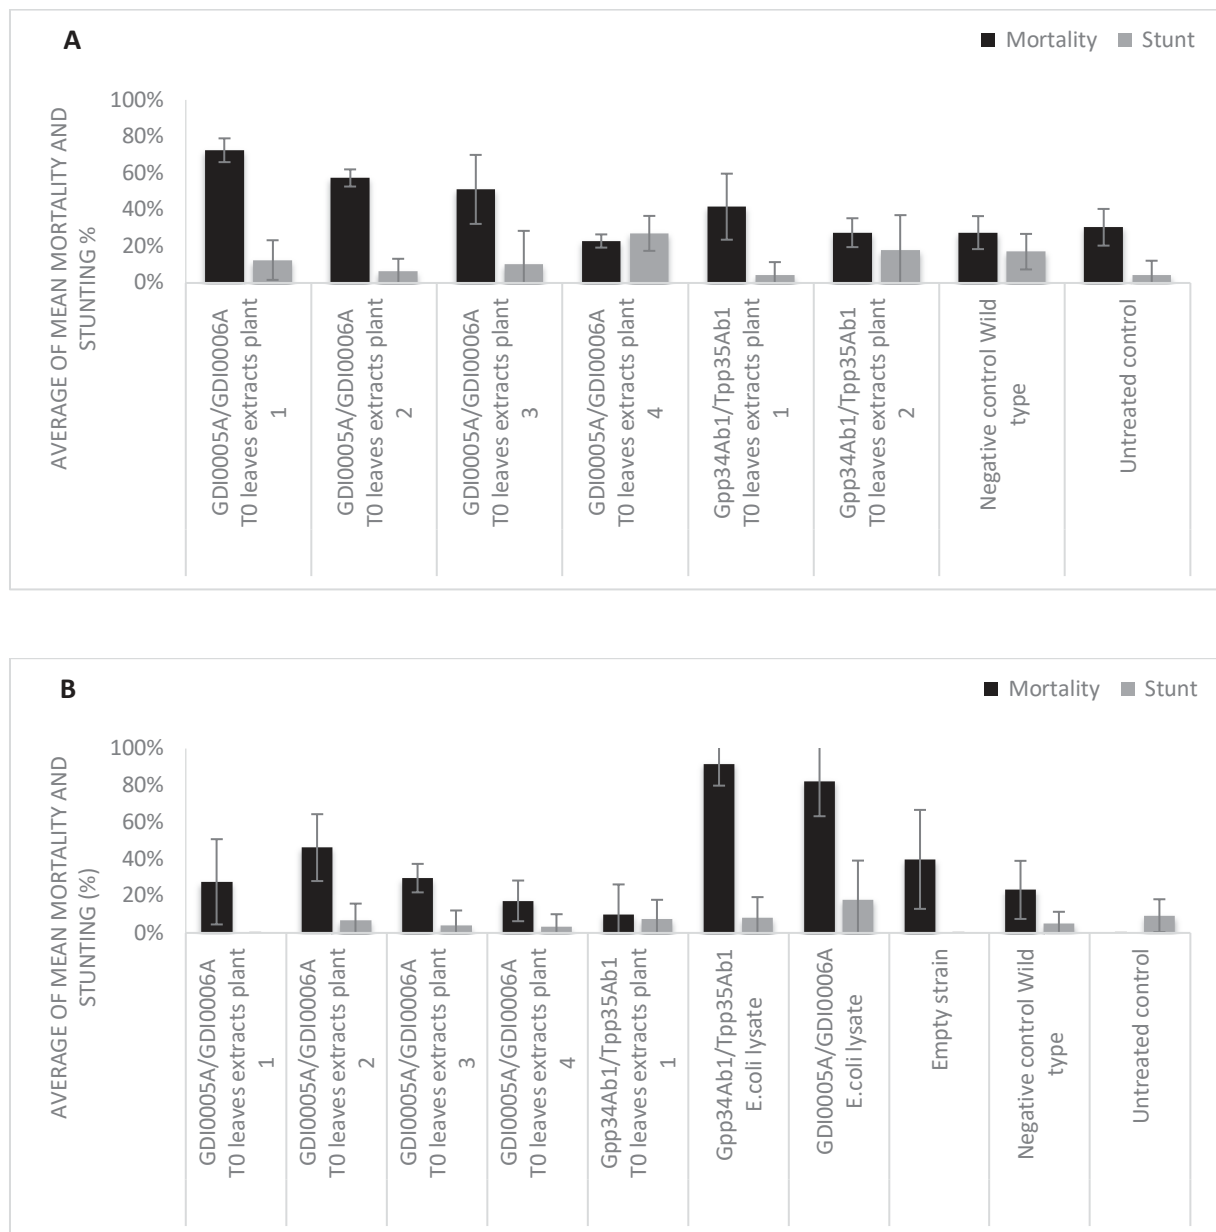 A
Mortality Stunt
AVERAGE OF MEAN MORTALITY AND
STUNTING %
100%
80%
60%
40%
20%
0%
GDI0005A/GDI0006A
T0 leaves extracts plant
1
GDI0005A/GDI0006A
T0 leaves extracts plant
2
GDI0005A/GDI0006A
T0 leaves extracts plant
3
GDI0005A/GDI0006A
T0 leaves extracts plant
4
Gpp34Ab1/Tpp35Ab1
T0 leaves extracts plant
1
Gpp34Ab1/Tpp35Ab1
T0 leaves extracts plant
2
Negative control Wild
type
Untreated control
B
Mortality Stunt
AVERAGE OF MEAN MORTALITY AND
STUNTING (%)
100%
80%
60%
40%
20%
0%
GDI0005A/GDI0006A
T0 leaves extracts plant
1
GDI0005A/GDI0006A
T0 leaves extracts plant
2
GDI0005A/GDI0006A
T0 leaves extracts plant
3
GDI0005A/GDI0006A
T0 leaves extracts plant
4
Gpp34Ab1/Tpp35Ab1
T0 leaves extracts plant
1
Gpp34Ab1/Tpp35Ab1
E.coli lysate
GDI0005A/GDI0006A
E.coli lysate
Empty strain
Negative control Wild
type
Untreated control